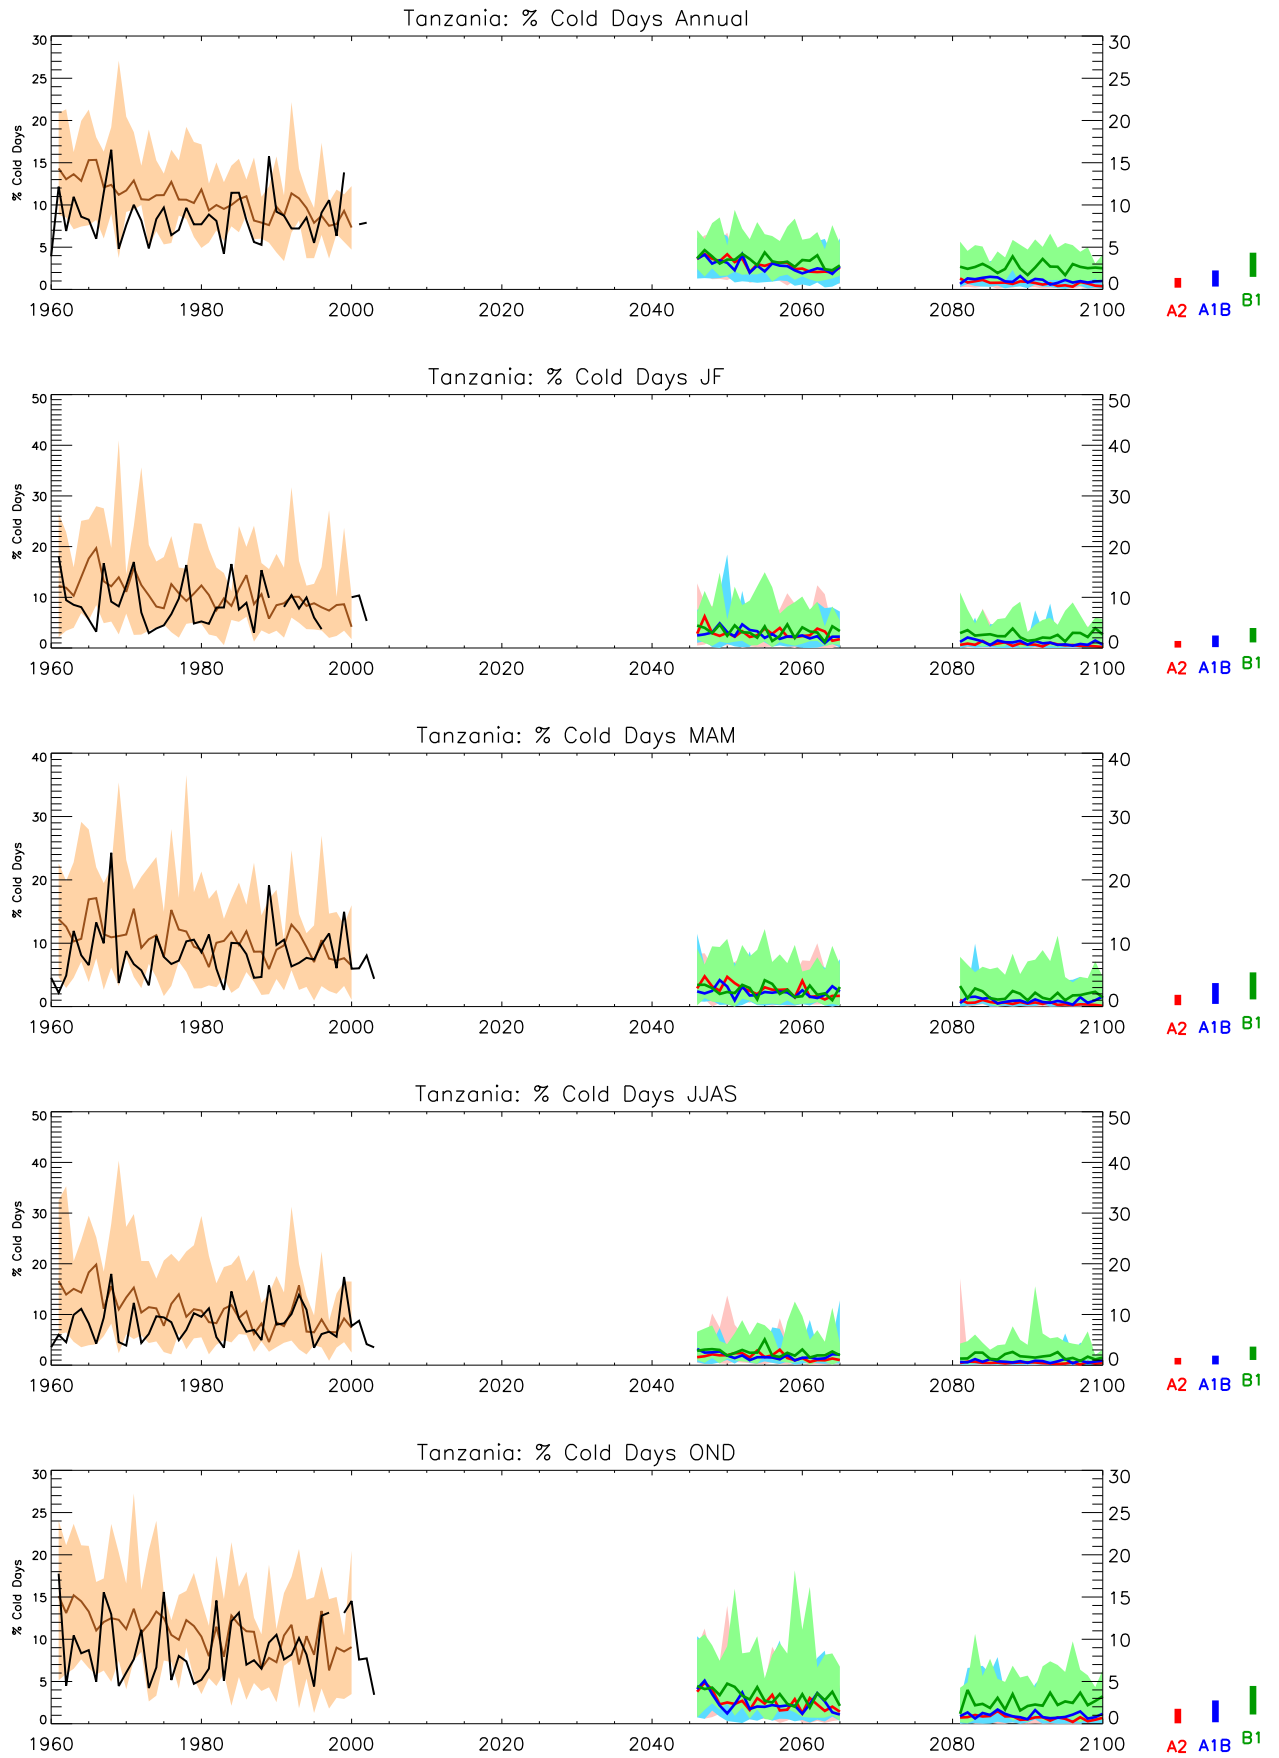 Tanzania: % Cold Days Annual
% Cold Days
30 25 20 15 10 5 0
30 25 20 15 10 5 0
1960 1980 2000 2020 2040 2060 2080 2100
A2 A1B B1
Tanzania: % Cold Days JF
% Cold Days
50 40 30 20 10 0
50 40 30 20 10 0
1960 1980 2000 2020 2040 2060 2080 2100
A2 A1B B1
Tanzania: % Cold Days MAM
% Cold Days
40 30 20 10 0
40 30 20 10 0
1960 1980 2000 2020 2040 2060 2080 2100
A2 A1B B1
Tanzania: % Cold Days JJAS
% Cold Days
50 40 30 20 10 0
50 40 30 20 10 0
1960 1980 2000 2020 2040 2060 2080 2100
A2 A1B B1
Tanzania: % Cold Days OND
% Cold Days
30 25 20 15 10 5 0
30 25 20 15 10 5 0
1960 1980 2000 2020 2040 2060 2080 2100
A2 A1B B1